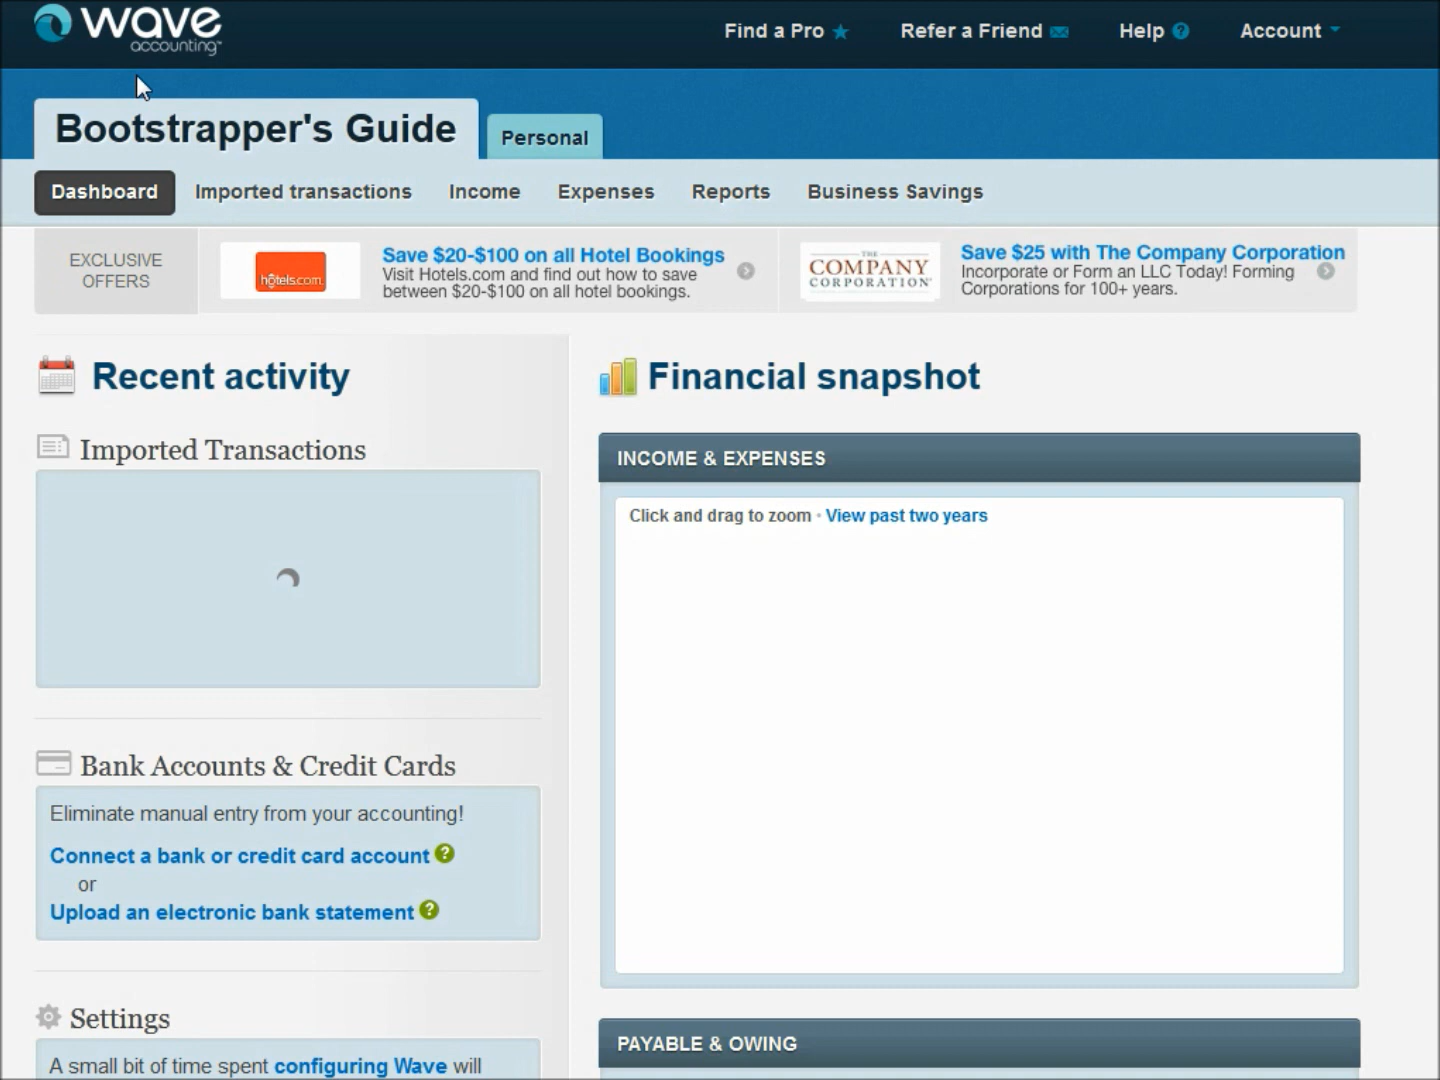 wave
accounting™
Find a Pro
Refer a Friend
Help ?
Account
Bootstrapper's Guide
Personal
Dashboard
Imported transactions
Income
Expenses
Reports
Business Savings
EXCLUSIVE
OFFERS
hotels.com
Save $20-$100 on all Hotel Bookings
Visit Hotels.com and find out how to save
between $20-$100 on all hotel bookings.
THE
COMPANY
CORPORATION
Save $25 with The Company Corporation
Incorporate or Form an LLC Today! Forming
Corporations for 100+ years.
Recent activity
Imported Transactions
Bank Accounts & Credit Cards
Eliminate manual entry from your accounting!
Connect a bank or credit card account ?
or
Upload an electronic bank statement ?
Settings
A small bit of time spent configuring Wave will
Financial snapshot
INCOME & EXPENSES
Click and drag to zoom • View past two years
PAYABLE & OWING